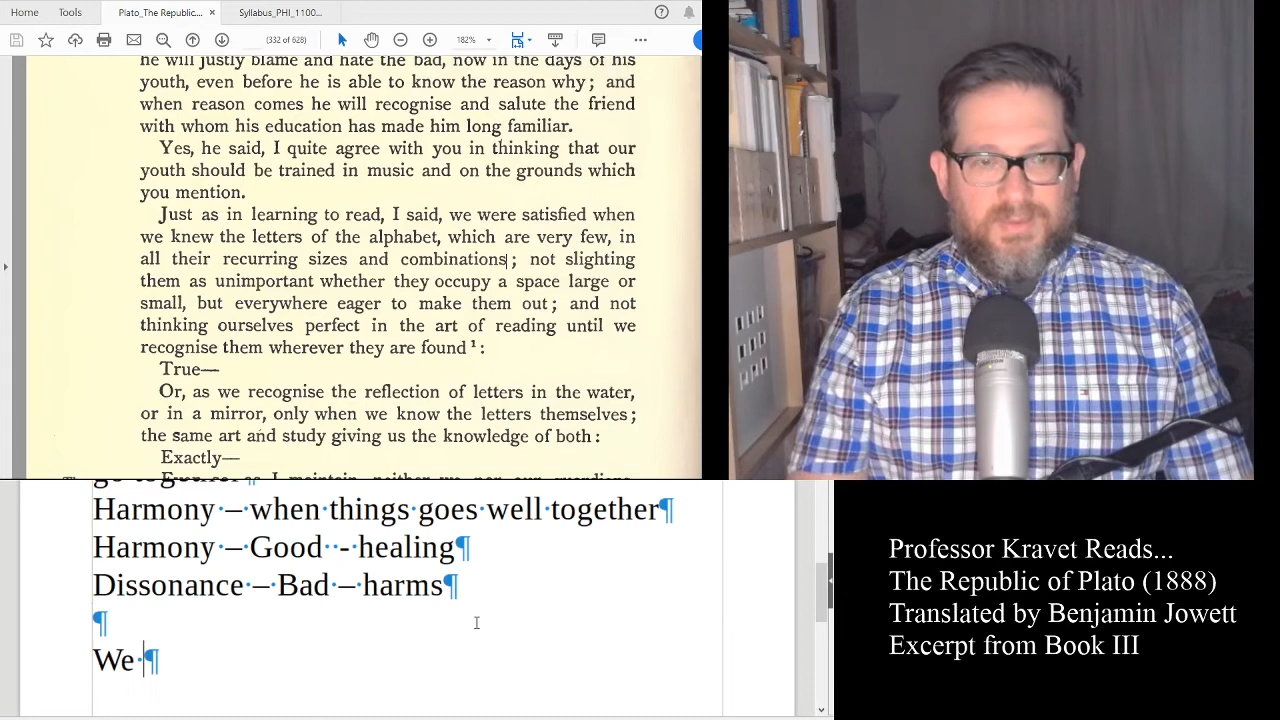 Home Tools Plato_The Republic... × Syllabus_PHI_1100...
(332 of 628) 182%
he will justly blame and hate the bad, now in the days of his
youth, even before he is able to know the reason why; and
when reason comes he will recognise and salute the friend
with whom his education has made him long familiar.
Yes, he said, I quite agree with you in thinking that our
youth should be trained in music and on the grounds which
you mention.
Just as in learning to read, I said, we were satisfied when
we knew the letters of the alphabet, which are very few, in
all their recurring sizes and combinations; not slighting
them as unimportant whether they occupy a space large or
small, but everywhere eager to make them out; and not
thinking ourselves perfect in the art of reading until we
recognise them wherever they are found¹:
True—
Or, as we recognise the reflection of letters in the water,
or in a mirror, only when we know the letters themselves;
the same art and study giving us the knowledge of both:
Exactly—
go together ¶
Harmony·–·when·things·goes·well·together¶
Harmony·–·Good··-·healing¶
Dissonance·–·Bad·–·harms¶
¶
We·¶
Professor Kravet Reads...
The Republic of Plato (1888)
Translated by Benjamin Jowett
Excerpt from Book III